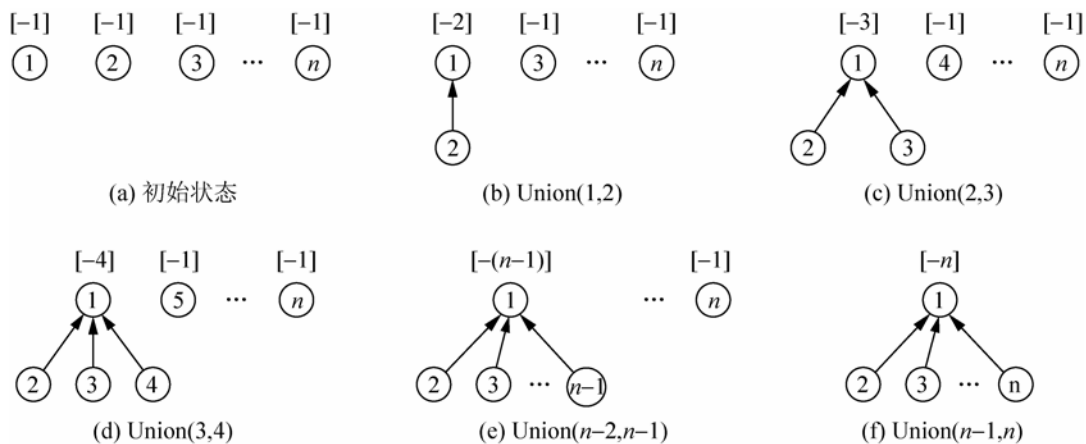 [−1] [−1] [−1] [−1] [−2] [−1] [−1] [−3] [−1] [−1]
1 2 3 … n 1 3 … n 1 4 … n
2 2 3
(a) 初始状态 (b) Union(1,2) (c) Union(2,3)
[−4] [−1] [−1] [−(n−1)] [−1] [−n]
1 5 … n 1 … n 1
2 3 4 2 3 … n−1 2 3 … n
(d) Union(3,4) (e) Union(n−2,n−1) (f) Union(n−1,n)